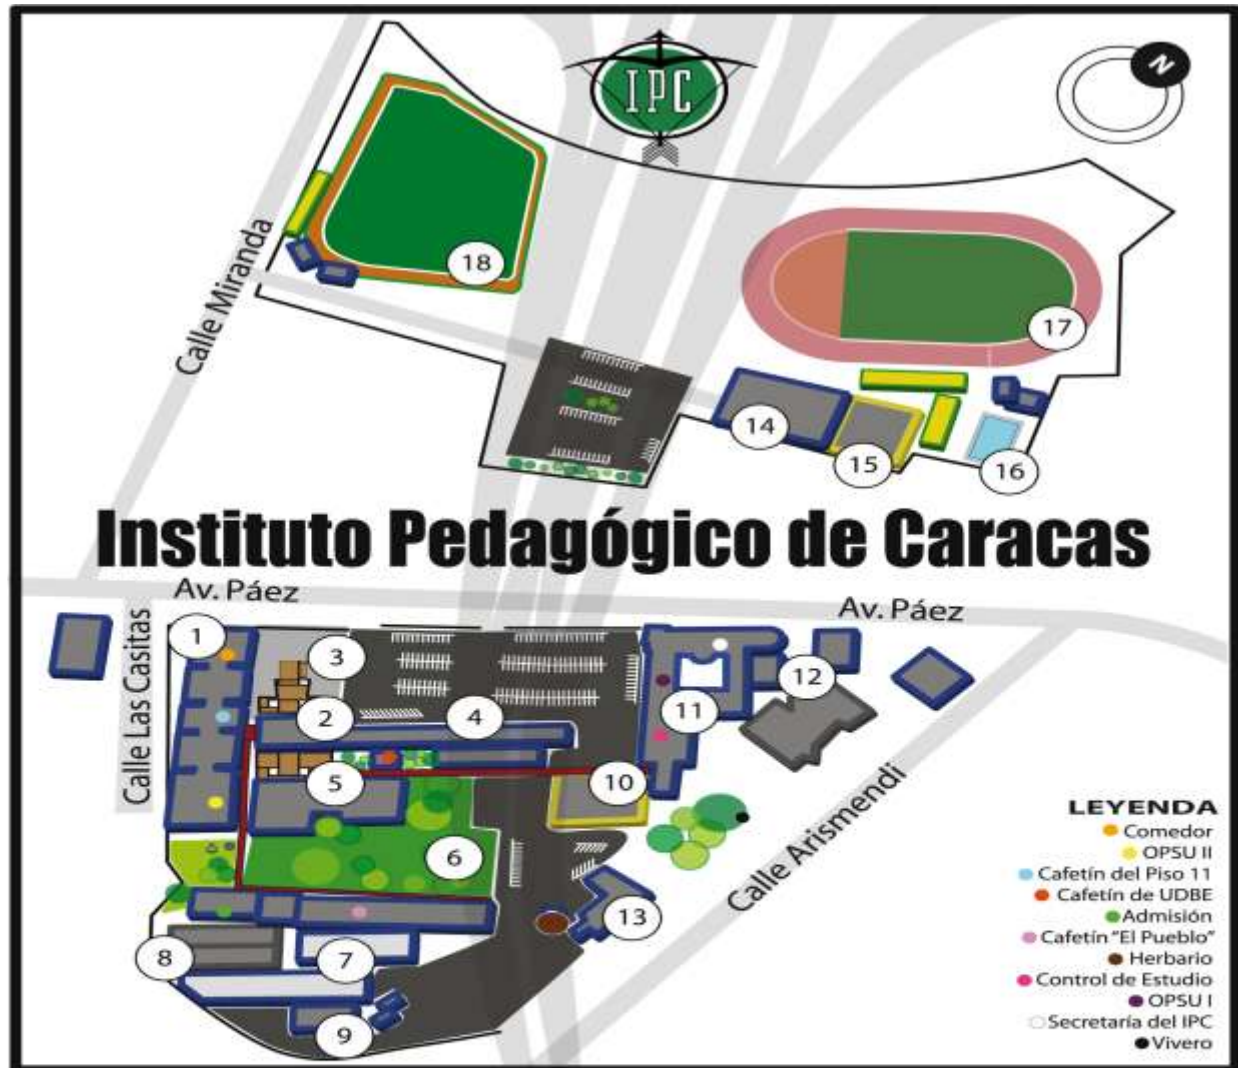 IPC
N
18
Calle Miranda
17
14
15
16
Instituto Pedagógico de Caracas
Av. Páez
Av. Páez
Calle Las Casitas
1
3
2
4
11
12
5
10
6
Calle Arismendi
13
8
7
9
LEYENDA
Comedor
OPSU II
Cafetín del Piso 11
Cafetín de UDBE
Admisión
Cafetín "El Pueblo"
Herbario
Control de Estudio
OPSU I
Secretaría del IPC
Vivero